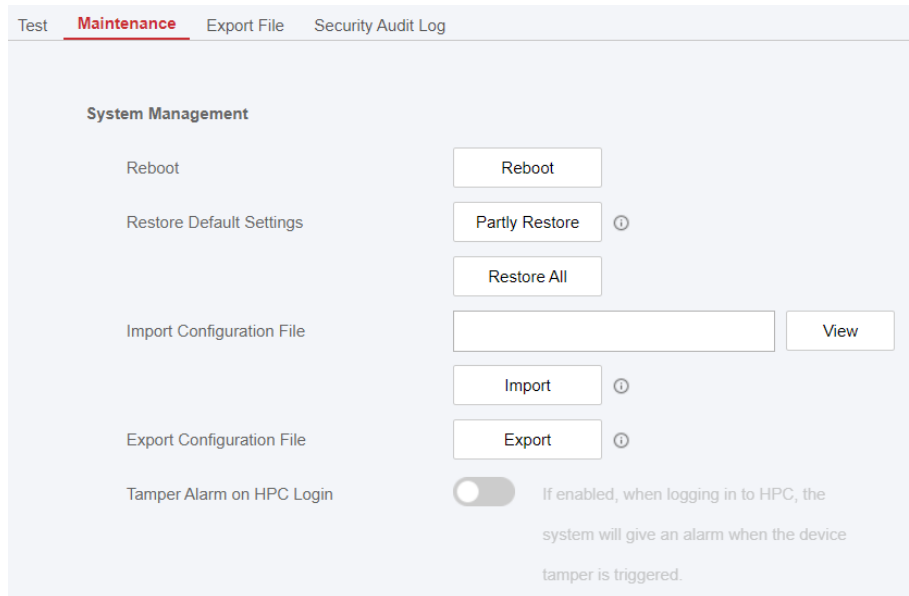 Test Maintenance Export File Security Audit Log
System Management
Reboot Reboot
Restore Default Settings Partly Restore
Restore All
Import Configuration File View
Import
Export Configuration File Export
Tamper Alarm on HPC Login If enabled, when logging in to HPC, the
system will give an alarm when the device
tamper is triggered.